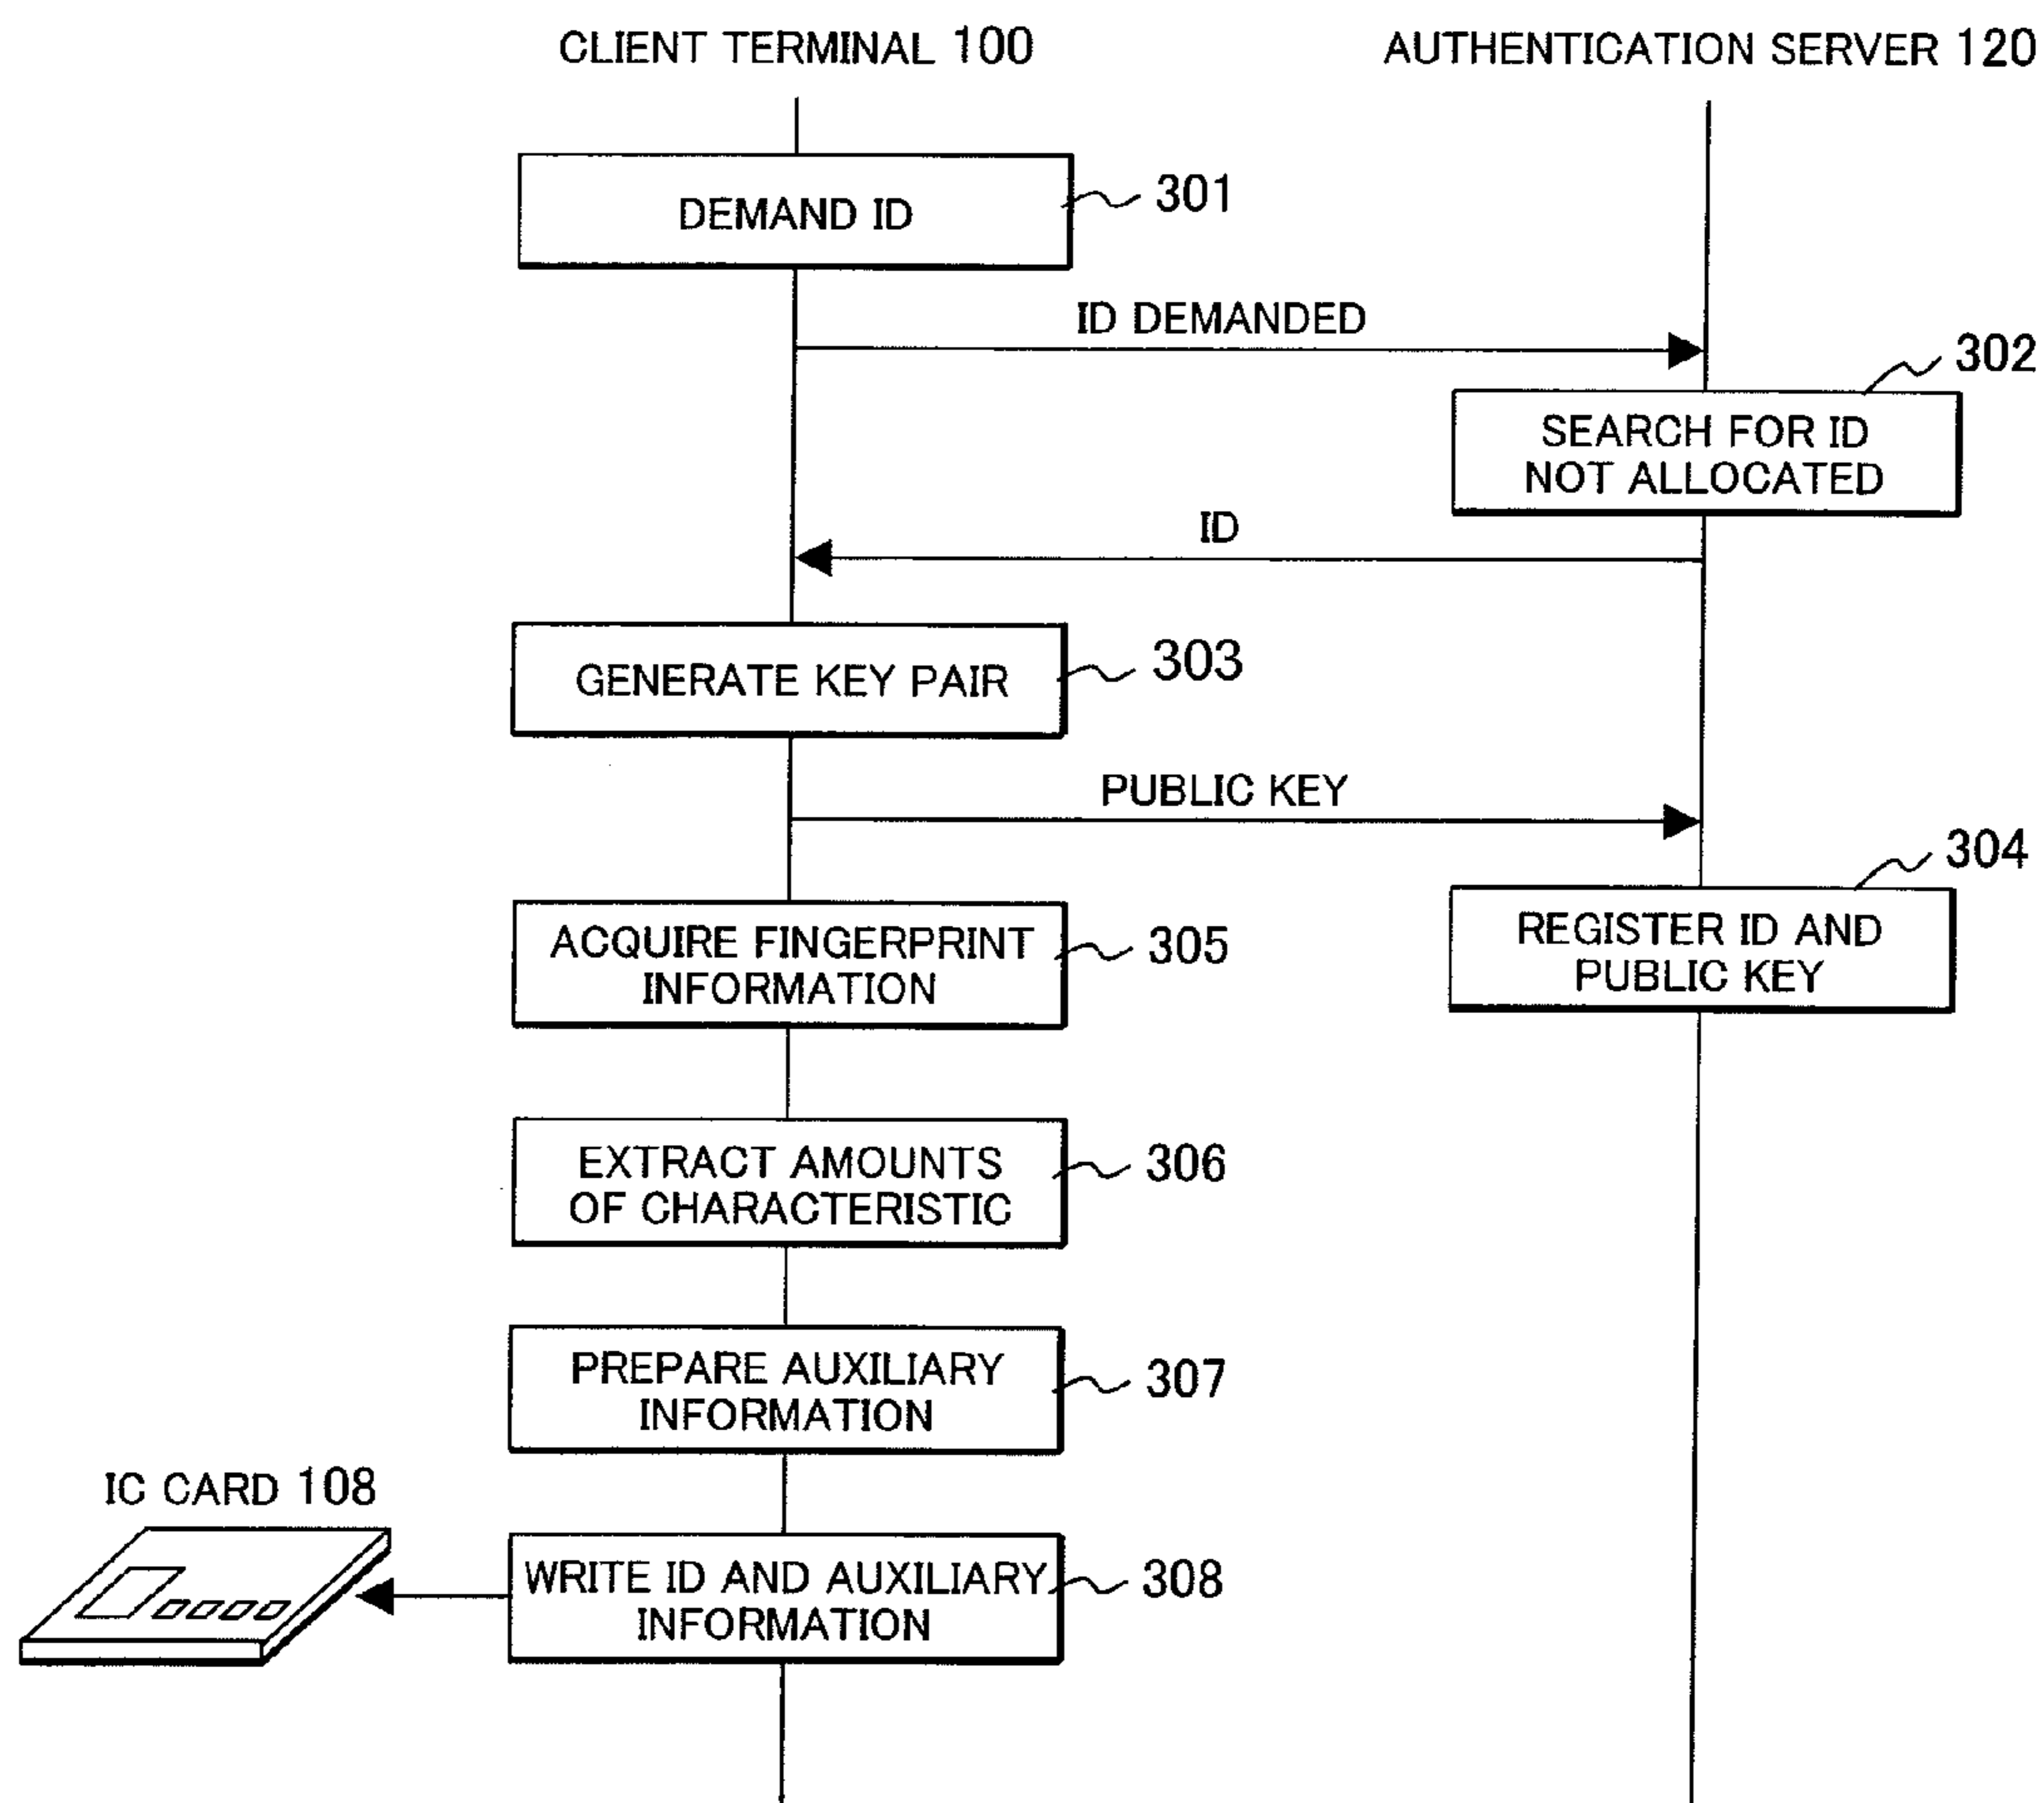 CLIENT TERMINAL 100
AUTHENTICATION SERVER 120
DEMAND ID
301
ID DEMANDED
302
SEARCH FOR ID
NOT ALLOCATED
ID
GENERATE KEY PAIR
303
PUBLIC KEY
304
ACQUIRE FINGERPRINT
INFORMATION
305
REGISTER ID AND
PUBLIC KEY
EXTRACT AMOUNTS
OF CHARACTERISTIC
306
PREPARE AUXILIARY
INFORMATION
307
IC CARD 108
WRITE ID AND AUXILIARY
INFORMATION
308